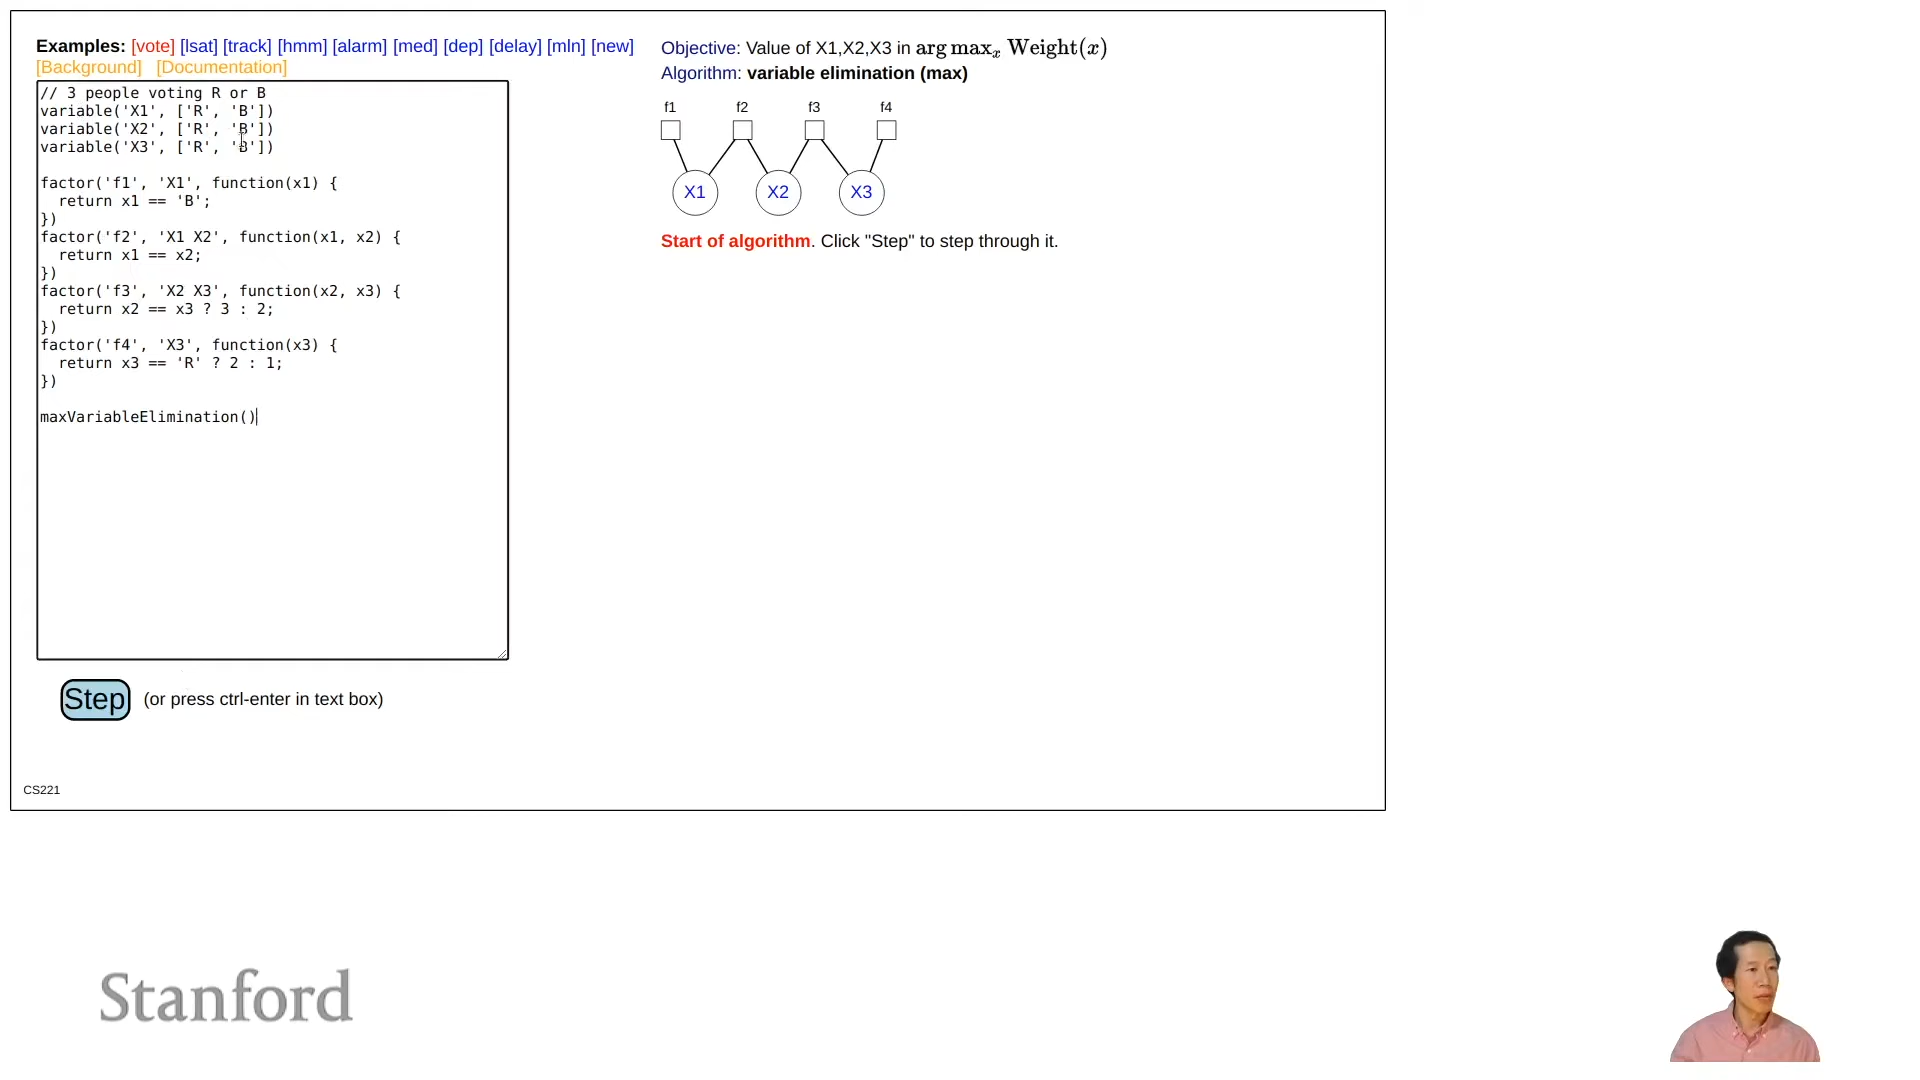 Examples: [vote] [lsat] [track] [hmm] [alarm] [med] [dep] [delay] [mln] [new]
[Background] [Documentation]
// 3 people voting R or B
variable('X1', ['R', 'B'])
variable('X2', ['R', 'B'])
variable('X3', ['R', 'B'])
factor('f1', 'X1', function(x1) {
  return x1 == 'B';
})
factor('f2', 'X1 X2', function(x1, x2) {
  return x1 == x2;
})
factor('f3', 'X2 X3', function(x2, x3) {
  return x2 == x3 ? 3 : 2;
})
factor('f4', 'X3', function(x3) {
  return x3 == 'R' ? 2 : 1;
})
maxVariableElimination()
Step (or press ctrl-enter in text box)
Objective: Value of X1,X2,X3 in arg maxₓ Weight(x)
Algorithm: variable elimination (max)
f1 f2 f3 f4
X1 X2 X3
Start of algorithm. Click "Step" to step through it.
CS221
Stanford